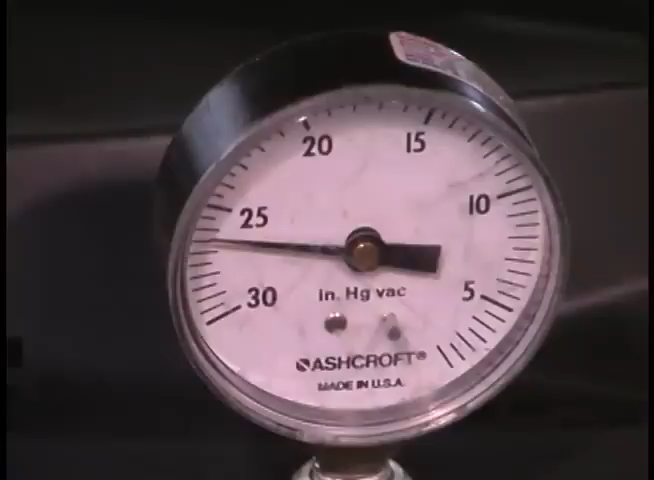 20 15
25 10
30 5
In. Hg vac
ASHCROFT®
MADE IN U.S.A.